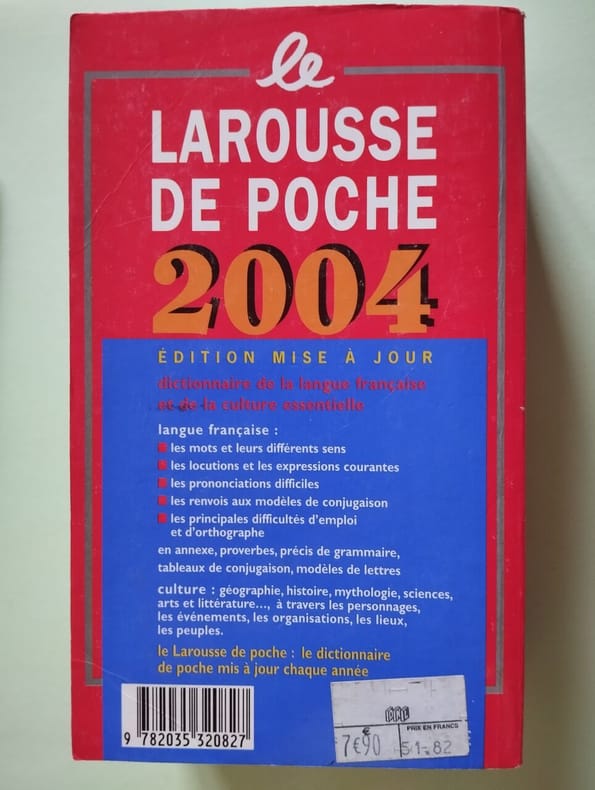 le
LAROUSSE
DE POCHE
2004
ÉDITION MISE À JOUR
dictionnaire de la langue française
et de la culture essentielle
langue française :
les mots et leurs différents sens
les locutions et les expressions courantes
les prononciations difficiles
les renvois aux modèles de conjugaison
les principales difficultés d'emploi
et d'orthographe
en annexe, proverbes, précis de grammaire,
tableaux de conjugaison, modèles de lettres
culture : géographie, histoire, mythologie, sciences,
arts et littérature..., à travers les personnages,
les événements, les organisations, les lieux,
les peuples.
le Larousse de poche : le dictionnaire
de poche mis à jour chaque année
9 782035 320827
€
PRIX EN FRANCS
7€90
51.82